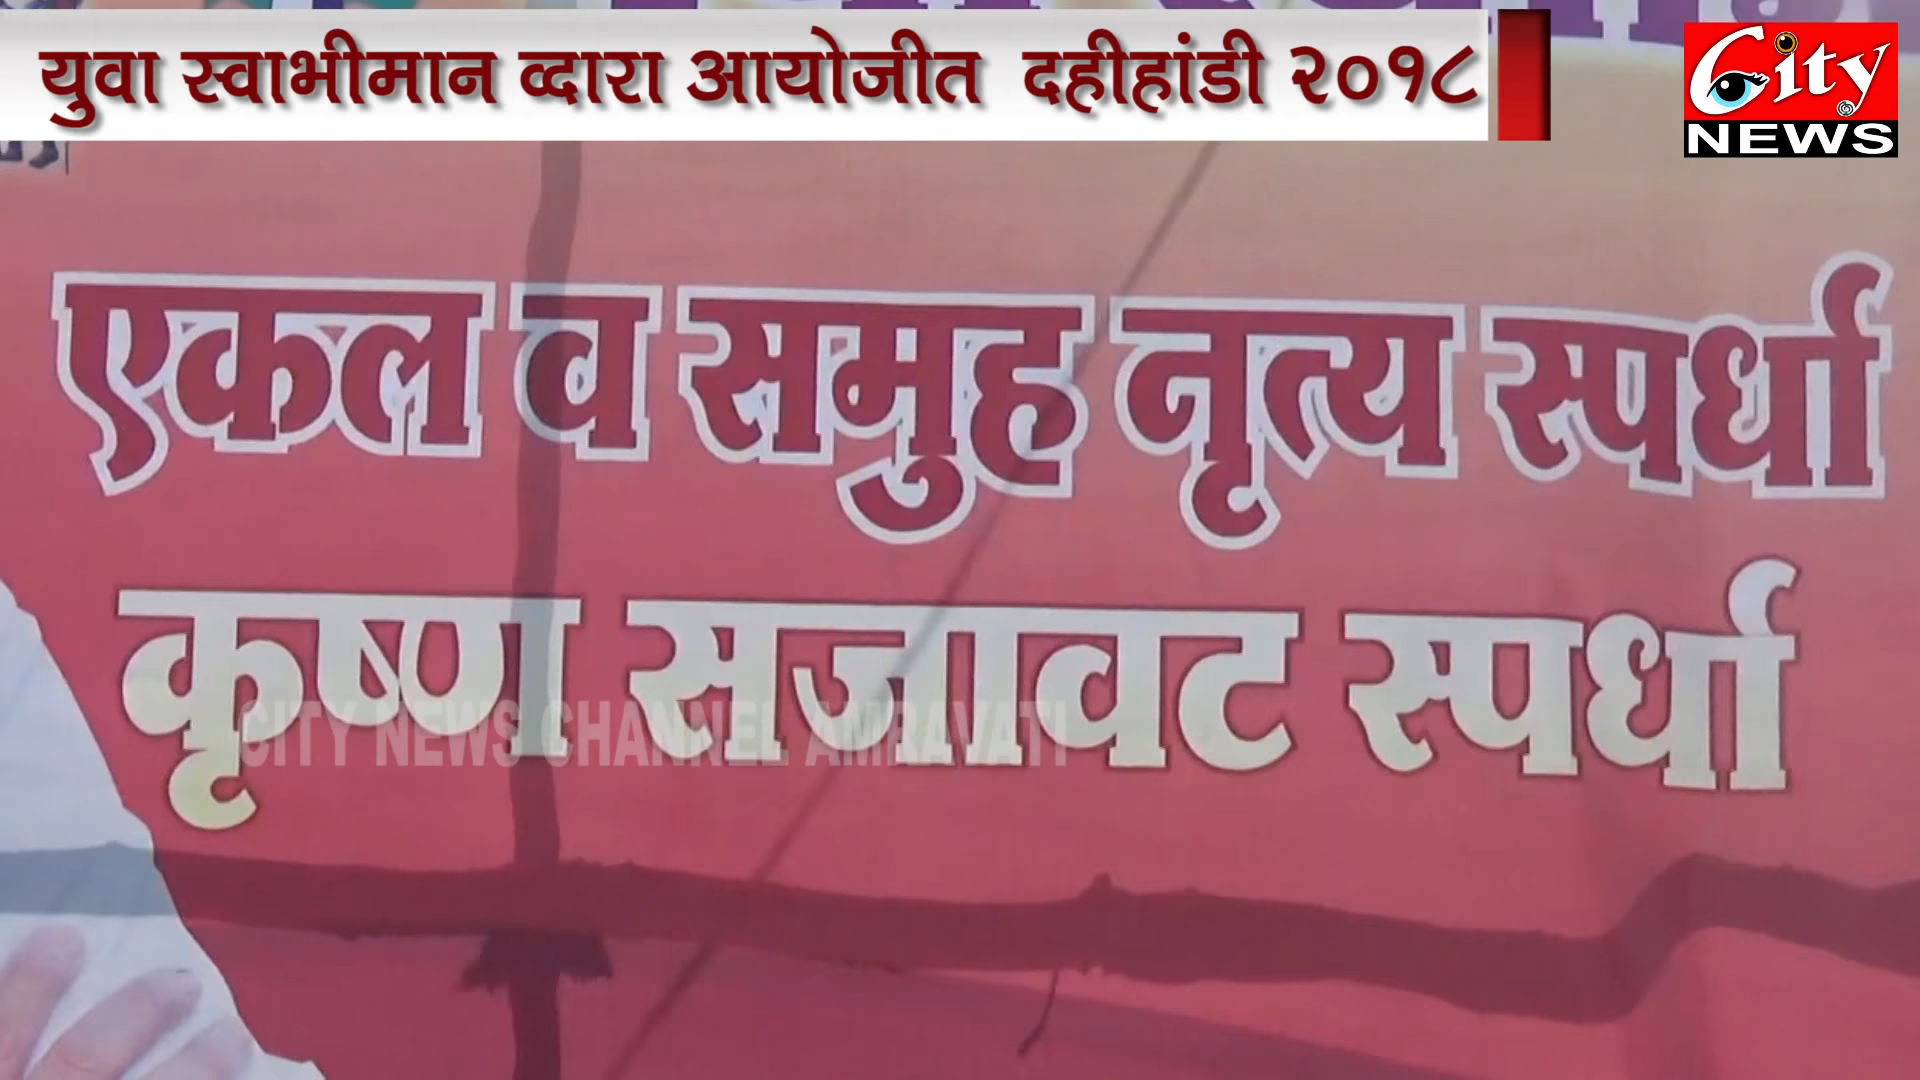 युवा स्वाभीमान व्दारा आयोजीत दहीहांडी २०१८
City
NEWS
एकल व समुह नृत्य स्पर्धा
कृष्ण सजावट स्पर्धा
CITY NEWS CHANNEL AMRAVATI